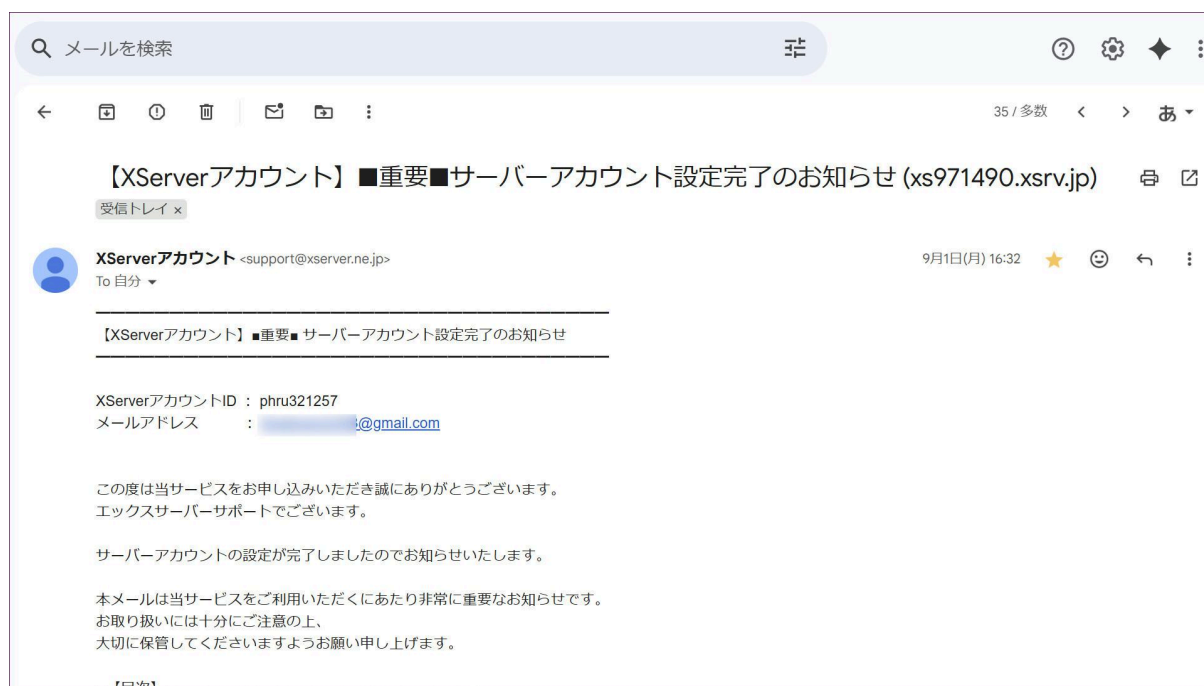 メールを検索
35 / 多数
あ
【XServerアカウント】■重要■サーバーアカウント設定完了のお知らせ (xs971490.xsrv.jp)
受信トレイ ×
XServerアカウント <support@xserver.ne.jp>
9月1日(月) 16:32
To 自分
【XServerアカウント】■重要■ サーバーアカウント設定完了のお知らせ
XServerアカウントID : phru321257
メールアドレス : @gmail.com
この度は当サービスをお申し込みいただき誠にありがとうございます。
エックスサーバーサポートでございます。
サーバーアカウントの設定が完了しましたのでお知らせいたします。
本メールは当サービスをご利用いただくにあたり非常に重要なお知らせです。
お取り扱いには十分にご注意の上、
大切に保管してくださいますようお願い申し上げます。